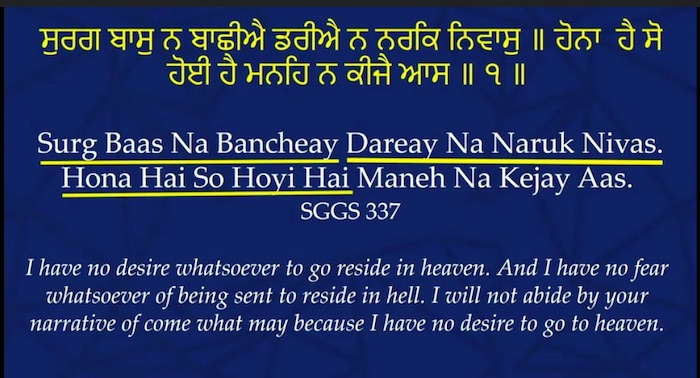 ਸੁਰਗ ਬਾਸੁ ਨ ਬਾਛੀਐ ਡਰੀਐ ਨ ਨਰਕਿ ਨਿਵਾਸੁ ॥ ਹੋਨਾ ਹੈ ਸੋ
ਹੋਈ ਹੈ ਮਨਹਿ ਨ ਕੀਜੈ ਆਸ ॥ ੧ ॥
Surg Baas Na Bancheay Dareay Na Naruk Nivas.
Hona Hai So Hoyi Hai Maneh Na Kejay Aas.
SGGS 337
I have no desire whatsoever to go reside in heaven. And I have no fear
whatsoever of being sent to reside in hell. I will not abide by your
narrative of come what may because I have no desire to go to heaven.